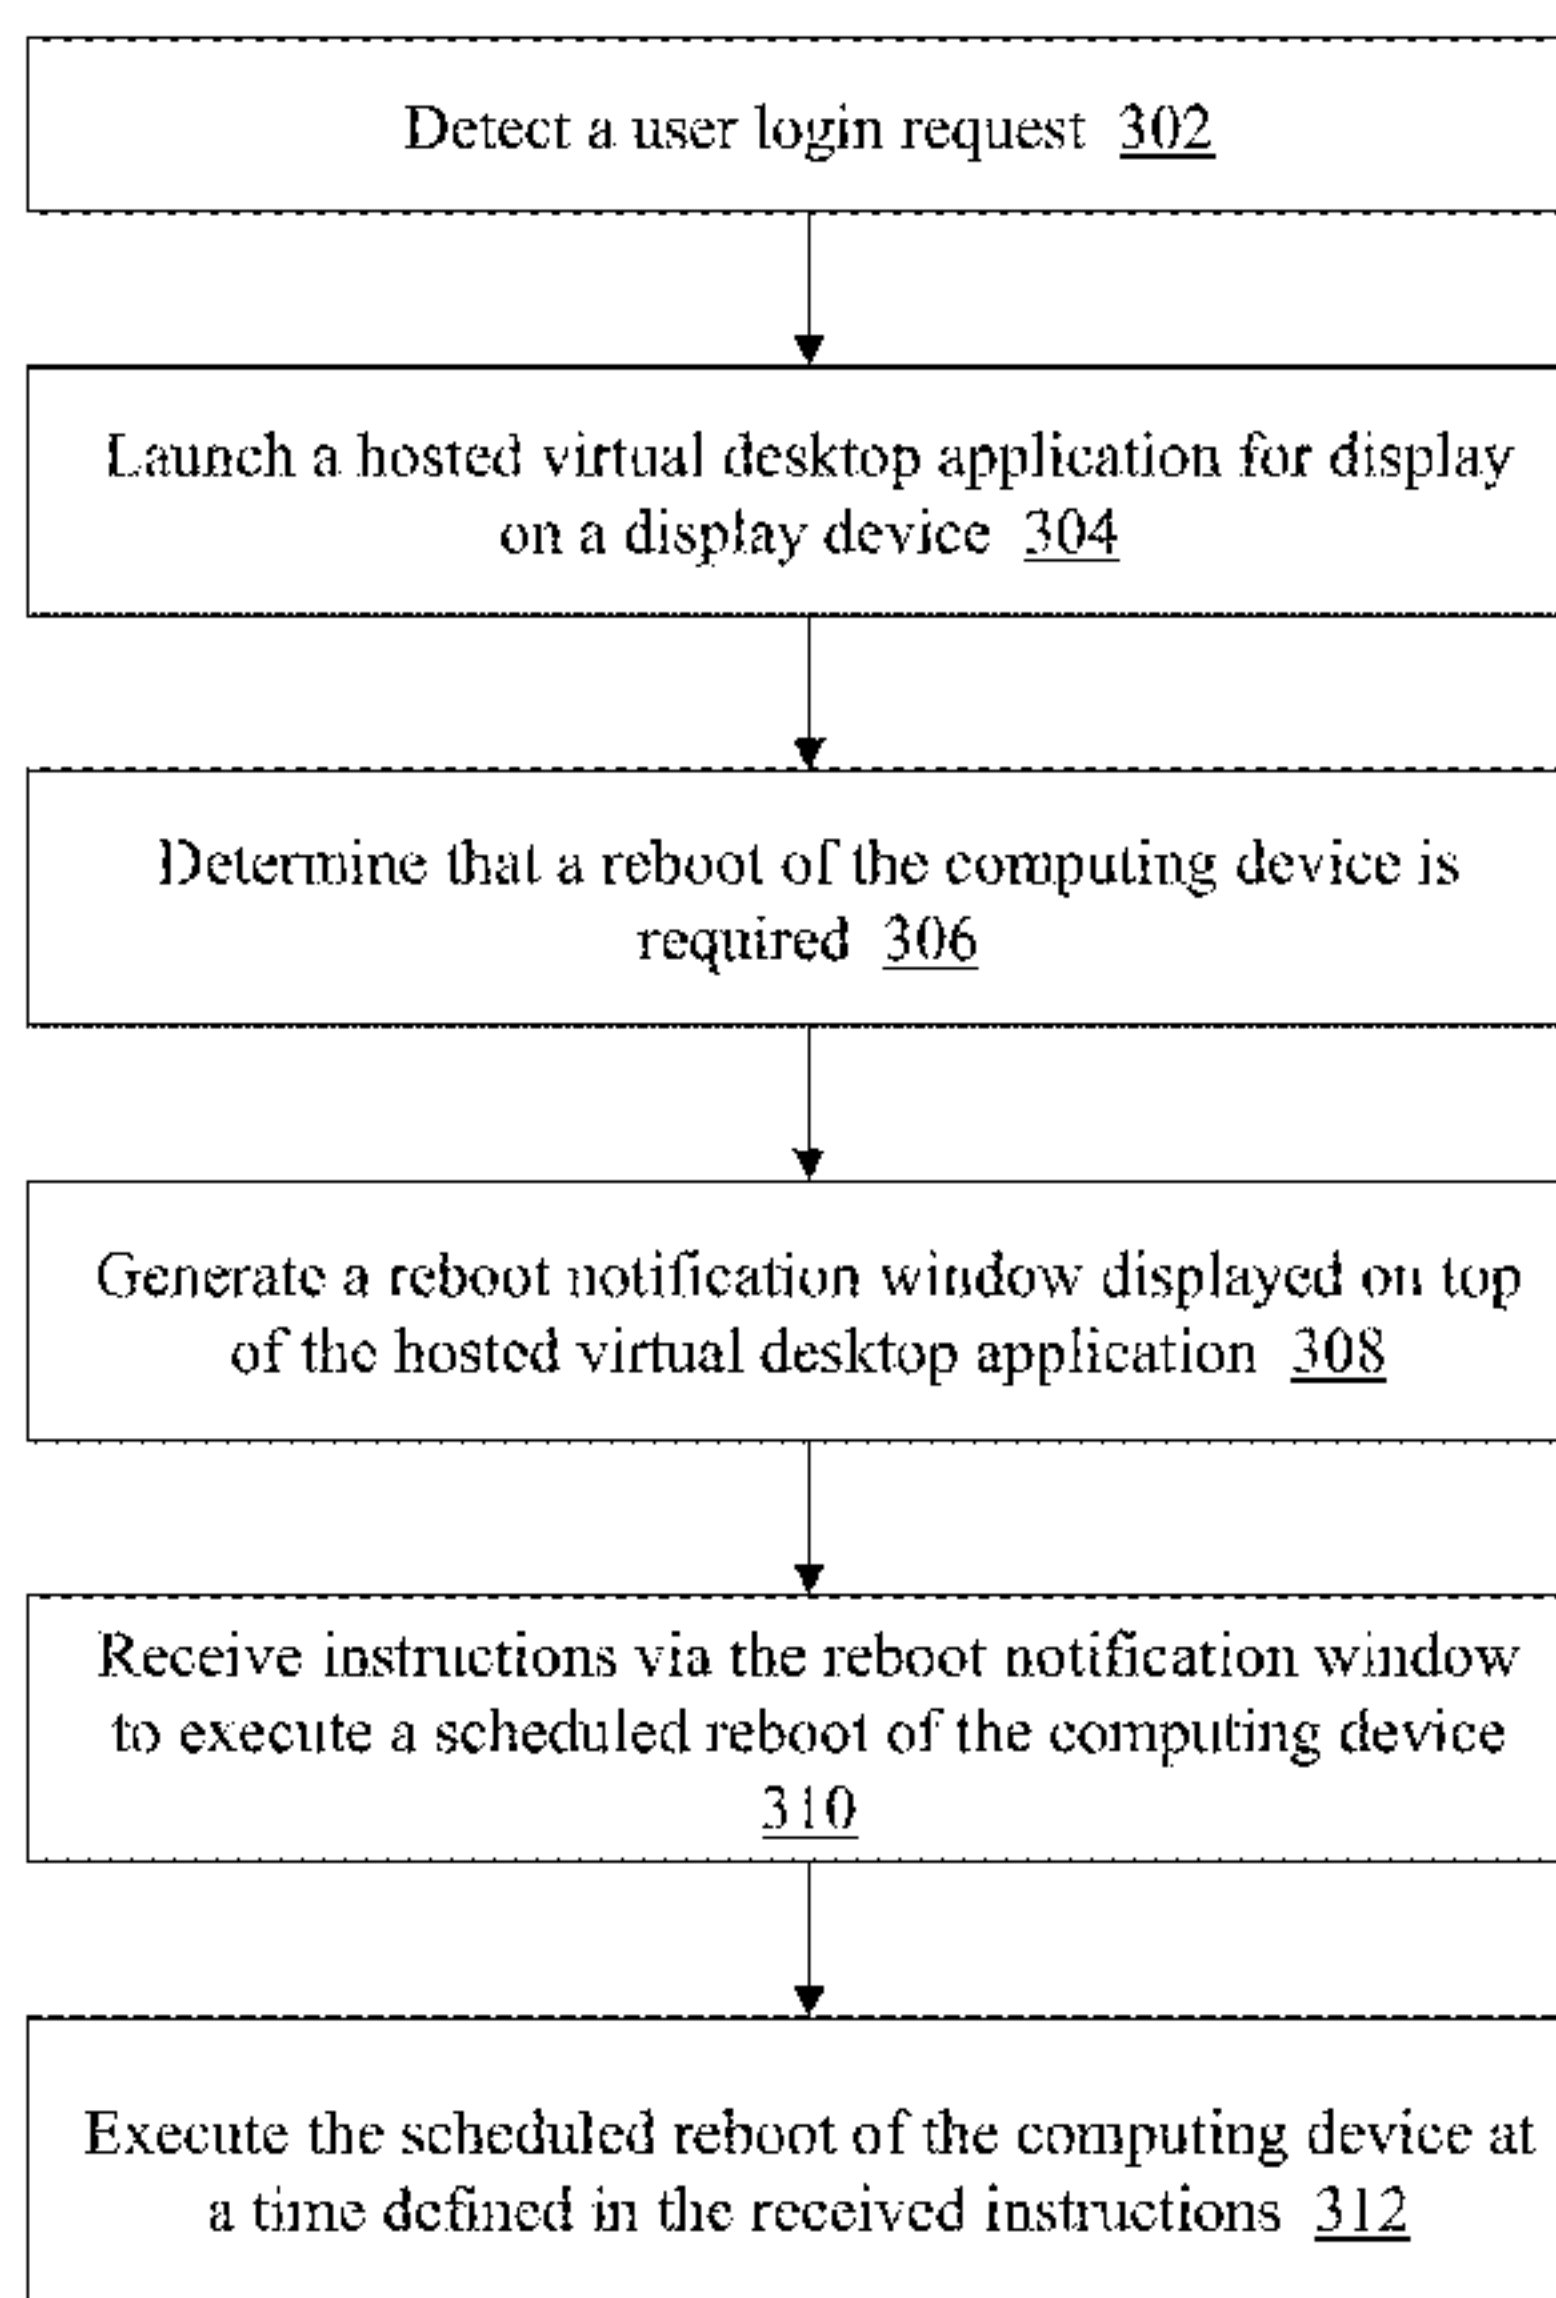 Detect a user login request 302
Launch a hosted virtual desktop application for display
on a display device 304
Determine that a reboot of the computing device is
required 306
Generate a reboot notification window displayed on top
of the hosted virtual desktop application 308
Receive instructions via the reboot notification window
to execute a scheduled reboot of the computing device
310
Execute the scheduled reboot of the computing device at
a time defined in the received instructions 312